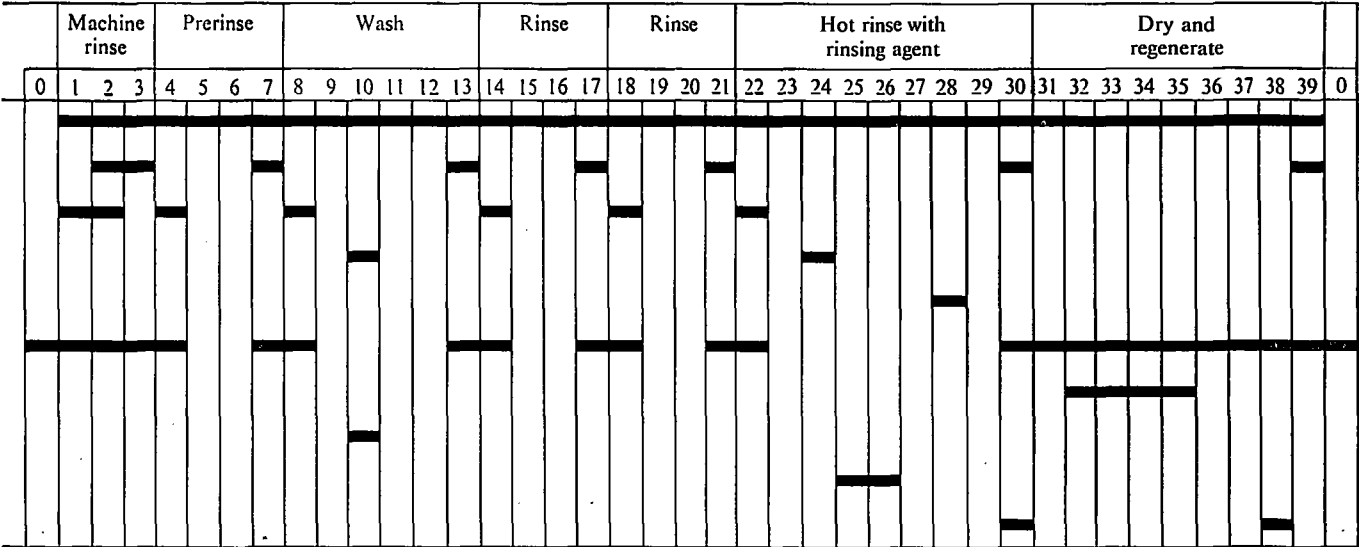 Machine rinse Prerinse Wash Rinse Rinse Hot rinse with rinsing agent Dry and regenerate
0 1 2 3 4 5 6 7 8 9 10 11 12 13 14 15 16 17 18 19 20 21 22 23 24 25 26 27 28 29 30 31 32 33 34 35 36 37 38 39 0